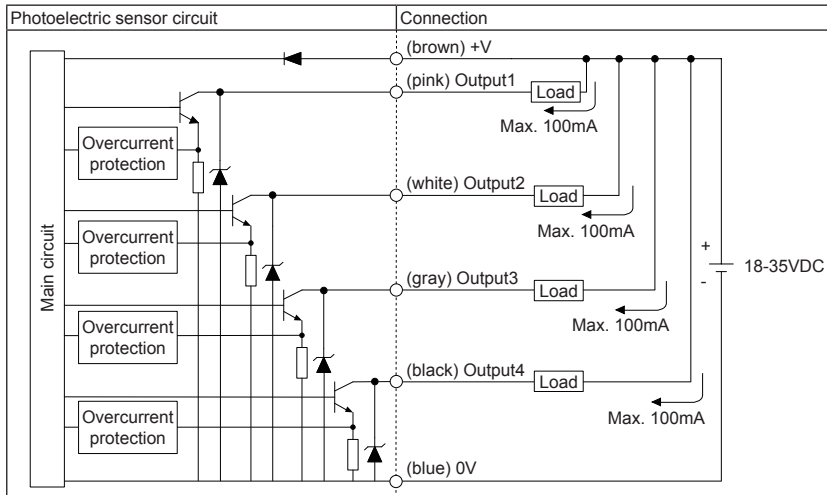 Photoelectric sensor circuit
Connection
(brown) +V
(pink) Output1
Load
Max. 100mA
Overcurrent
protection
(white) Output2
Load
Max. 100mA
Overcurrent
protection
Main circuit
+
-
18-35VDC
(gray) Output3
Load
Max. 100mA
Overcurrent
protection
(black) Output4
Load
Max. 100mA
Overcurrent
protection
(blue) 0V